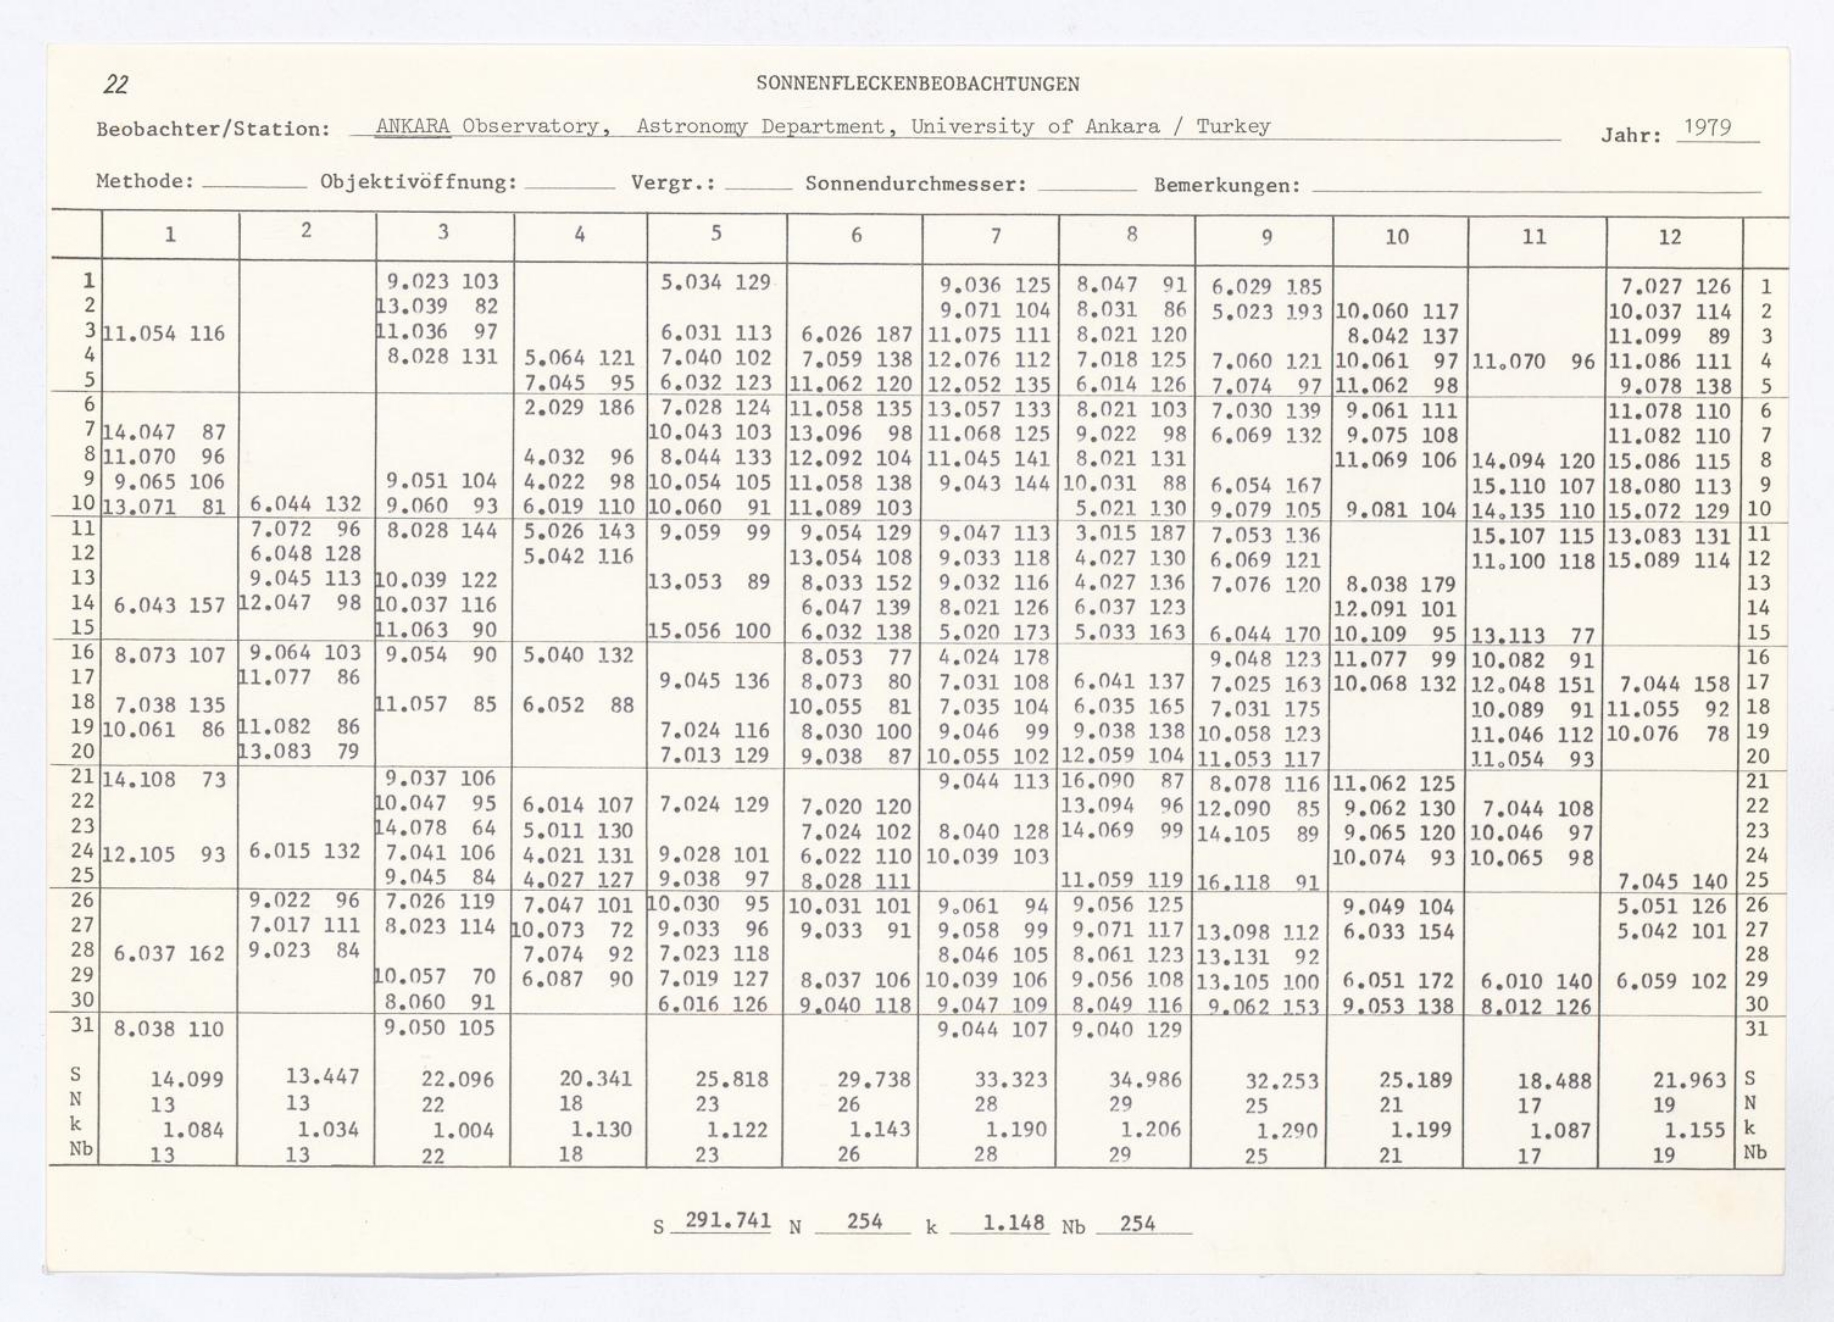 22
SONNENFLECKENBEOBACHTUNGEN
Beobachter/Station: ANKARA Observatory, Astronomy Department, University of Ankara / Turkey Jahr: 1979
Methode: Objektivöffnung: Vergr.: Sonnendurchmesser: Bemerkungen:
1 2 3 4 5 6 7 8 9 10 11 12
1 9.023 103 5.034 129 9.036 125 8.047 91 6.029 185 7.027 126 1
2 13.039 82 9.071 104 8.031 86 5.023 193 10.060 117 10.037 114 2
3 11.054 116 11.036 97 6.031 113 6.026 187 11.075 111 8.021 120 8.042 137 11.099 89 3
4 8.028 131 5.064 121 7.040 102 7.059 138 12.076 112 7.018 125 7.060 121 10.061 97 11.070 96 11.086 111 4
5 7.045 95 6.032 123 11.062 120 12.052 135 6.014 126 7.074 97 11.062 98 9.078 138 5
6 2.029 186 7.028 124 11.058 135 13.057 133 8.021 103 7.030 139 9.061 111 11.078 110 6
7 14.047 87 10.043 103 13.096 98 11.068 125 9.022 98 6.069 132 9.075 108 11.082 110 7
8 11.070 96 4.032 96 8.044 133 12.092 104 11.045 141 8.021 131 11.069 106 14.094 120 15.086 115 8
9 9.065 106 9.051 104 4.022 98 10.054 105 11.058 138 9.043 144 10.031 88 6.054 167 15.110 107 18.080 113 9
10 13.071 81 6.044 132 9.060 93 6.019 110 10.060 91 11.089 103 5.021 130 9.079 105 9.081 104 14.135 110 15.072 129 10
11 7.072 96 8.028 144 5.026 143 9.059 99 9.054 129 9.047 113 3.015 187 7.053 136 15.107 115 13.083 131 11
12 6.048 128 5.042 116 13.054 108 9.033 118 4.027 130 6.069 121 11.100 118 15.089 114 12
13 9.045 113 10.039 122 13.053 89 8.033 152 9.032 116 4.027 136 7.076 120 8.038 179 13
14 6.043 157 12.047 98 10.037 116 6.047 139 8.021 126 6.037 123 12.091 101 14
15 11.063 90 15.056 100 6.032 138 5.020 173 5.033 163 6.044 170 10.109 95 13.113 77 15
16 8.073 107 9.064 103 9.054 90 5.040 132 8.053 77 4.024 178 9.048 123 11.077 99 10.082 91 16
17 11.077 86 9.045 136 8.073 80 7.031 108 6.041 137 7.025 163 10.068 132 12.048 151 7.044 158 17
18 7.038 135 11.057 85 6.052 88 10.055 81 7.035 104 6.035 165 7.031 175 10.089 91 11.055 92 18
19 10.061 86 11.082 86 7.024 116 8.030 100 9.046 99 9.038 138 10.058 123 11.046 112 10.076 78 19
20 13.083 79 7.013 129 9.038 87 10.055 102 12.059 104 11.053 117 11.054 93 20
21 14.108 73 9.037 106 9.044 113 16.090 87 8.078 116 11.062 125 21
22 10.047 95 6.014 107 7.024 129 7.020 120 13.094 96 12.090 85 9.062 130 7.044 108 22
23 14.078 64 5.011 130 7.024 102 8.040 128 14.069 99 14.105 89 9.065 120 10.046 97 23
24 12.105 93 6.015 132 7.041 106 4.021 131 9.028 101 6.022 110 10.039 103 10.074 93 10.065 98 24
25 9.045 84 4.027 127 9.038 97 8.028 111 11.059 119 16.118 91 7.045 140 25
26 9.022 96 7.026 119 7.047 101 10.030 95 10.031 101 9.061 94 9.056 125 9.049 104 5.051 126 26
27 7.017 111 8.023 114 10.073 72 9.033 96 9.033 91 9.058 99 9.071 117 13.098 112 6.033 154 5.042 101 27
28 6.037 162 9.023 84 7.074 92 7.023 118 8.046 105 8.061 123 13.131 92 28
29 10.057 70 6.087 90 7.019 127 8.037 106 10.039 106 9.056 108 13.105 100 6.051 172 6.010 140 6.059 102 29
30 8.060 91 6.016 126 9.040 118 9.047 109 8.049 116 9.062 153 9.053 138 8.012 126 30
31 8.038 110 9.050 105 9.044 107 9.040 129 31
S 14.099 13.447 22.096 20.341 25.818 29.738 33.323 34.986 32.253 25.189 18.488 21.963 S
N 13 13 22 18 23 26 28 29 25 21 17 19 N
k 1.084 1.034 1.004 1.130 1.122 1.143 1.190 1.206 1.290 1.199 1.087 1.155 k
Nb 13 13 22 18 23 26 28 29 25 21 17 19 Nb
S 291.741 N 254 k 1.148 Nb 254